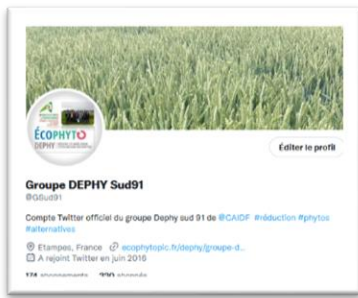 ÉCOPHYTO
DEPHY
Éditer le profil
Groupe DEPHY Sud91
@GSud91
Compte Twitter officiel du groupe Dephy sud 91 de @CAIDF #réduction #phytos
#alternatives
Etampes, France ecophytopic.fr/dephy/groupe-d...
A rejoint Twitter en juin 2016